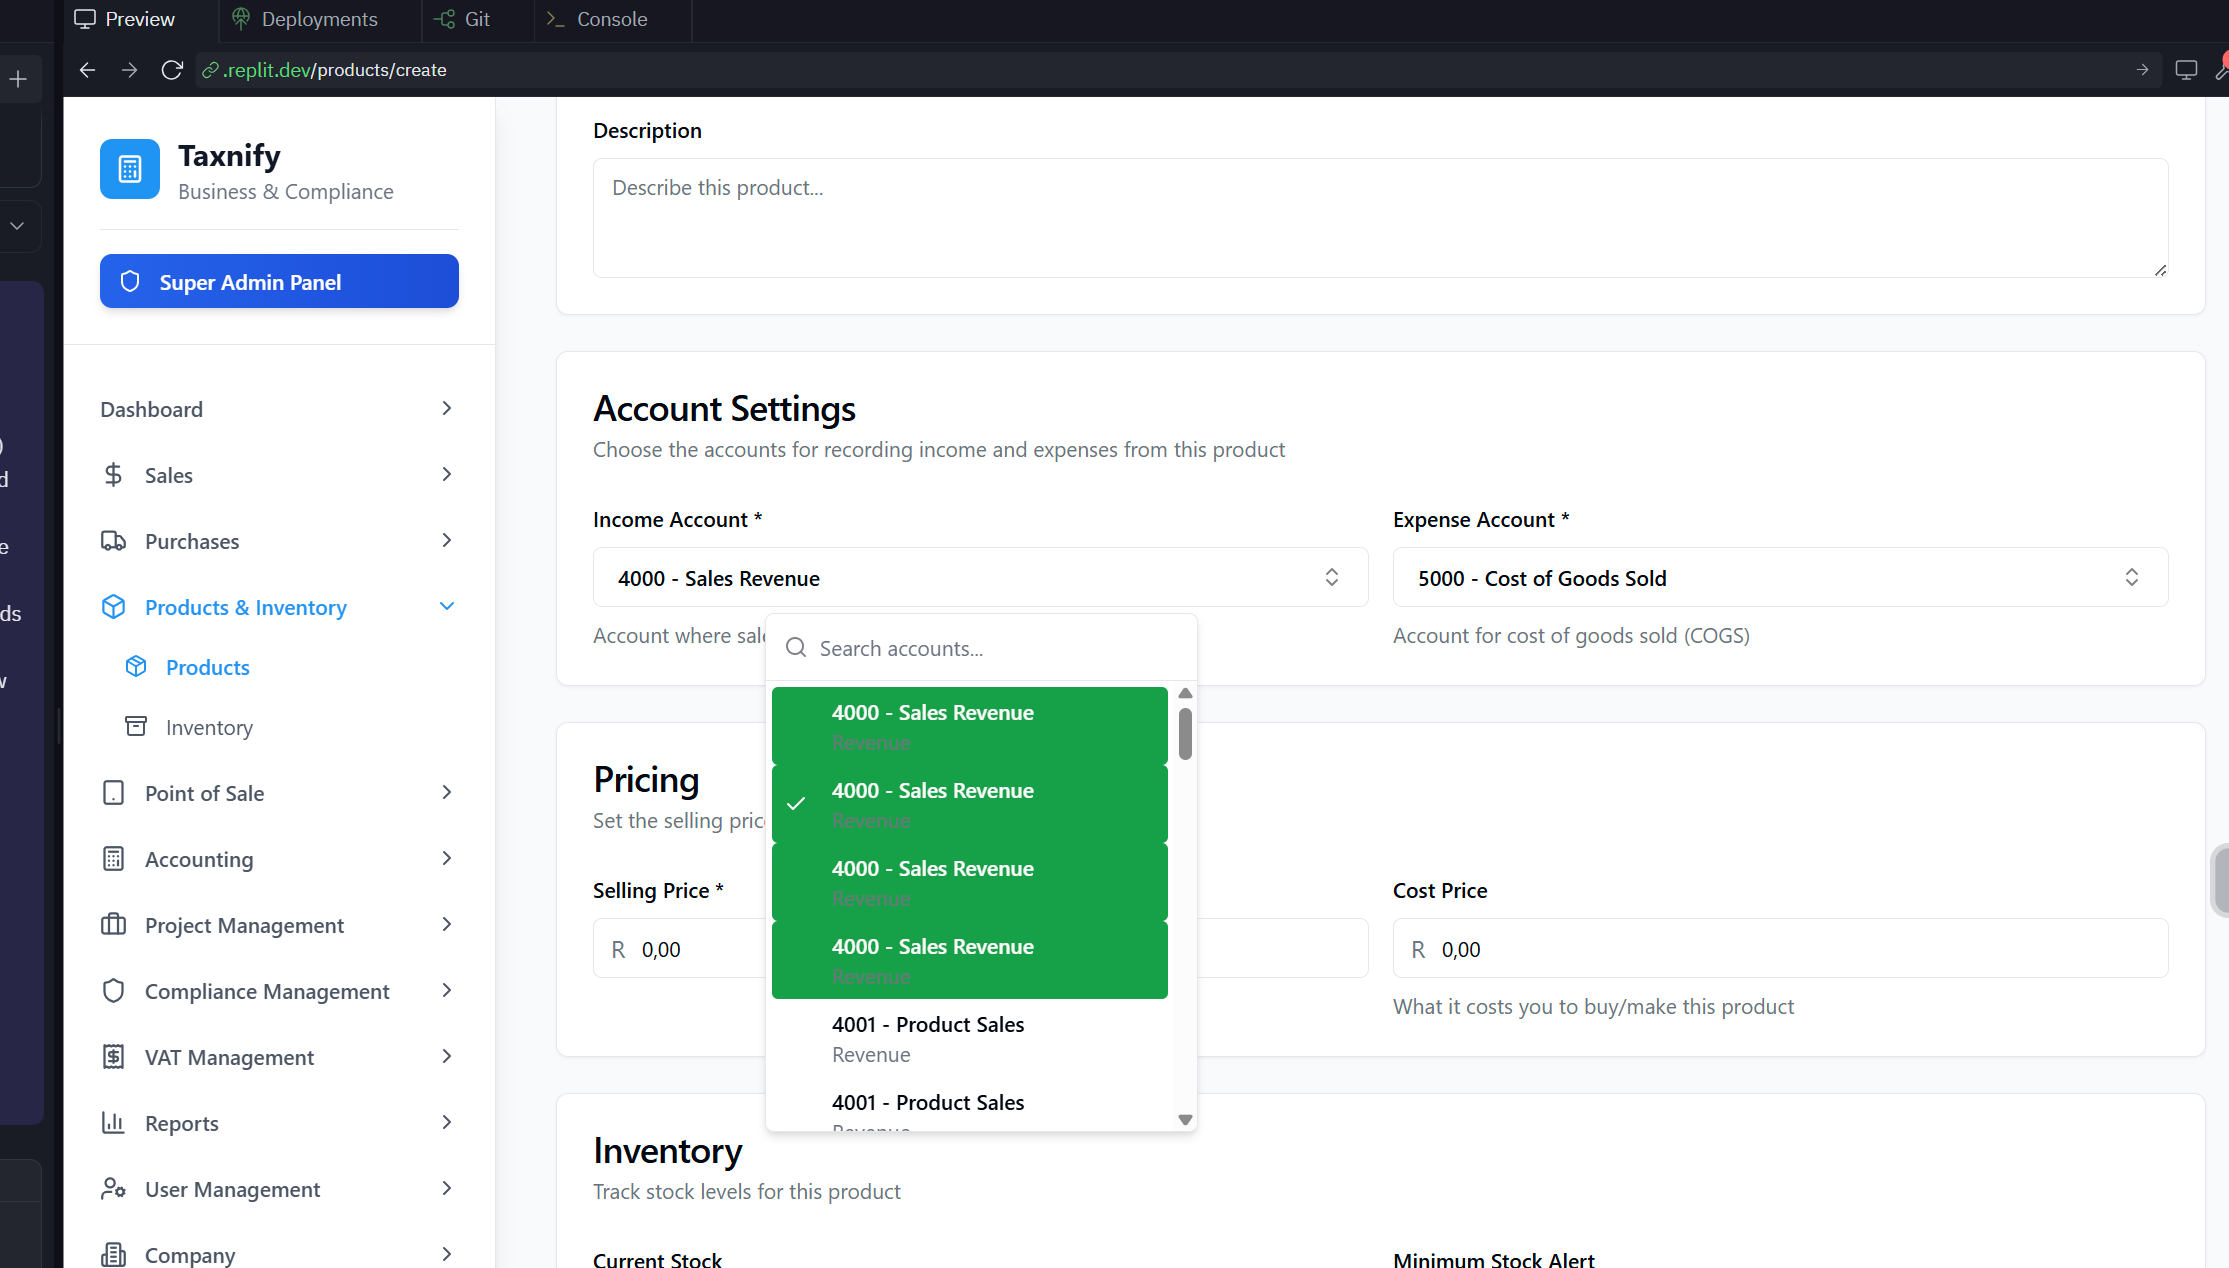 Preview
Deployments
Git
Console
.replit.dev/products/create
Taxnify
Business & Compliance
Super Admin Panel
Dashboard
Sales
Purchases
Products & Inventory
Products
Inventory
Point of Sale
Accounting
Project Management
Compliance Management
VAT Management
Reports
User Management
Company
Description
Describe this product...
Account Settings
Choose the accounts for recording income and expenses from this product
Income Account *
Expense Account *
4000 - Sales Revenue
5000 - Cost of Goods Sold
Account where
Account for cost of goods sold (COGS)
Search accounts...
4000 - Sales Revenue
Revenue
4000 - Sales Revenue
Revenue
4000 - Sales Revenue
Revenue
4000 - Sales Revenue
Revenue
4001 - Product Sales
Revenue
4001 - Product Sales
Revenue
Pricing
Set the selling
Selling Price *
Cost Price
R 0,00
R 0,00
What it costs you to buy/make this product
Inventory
Track stock levels for this product
Current Stock
Minimum Stock Alert